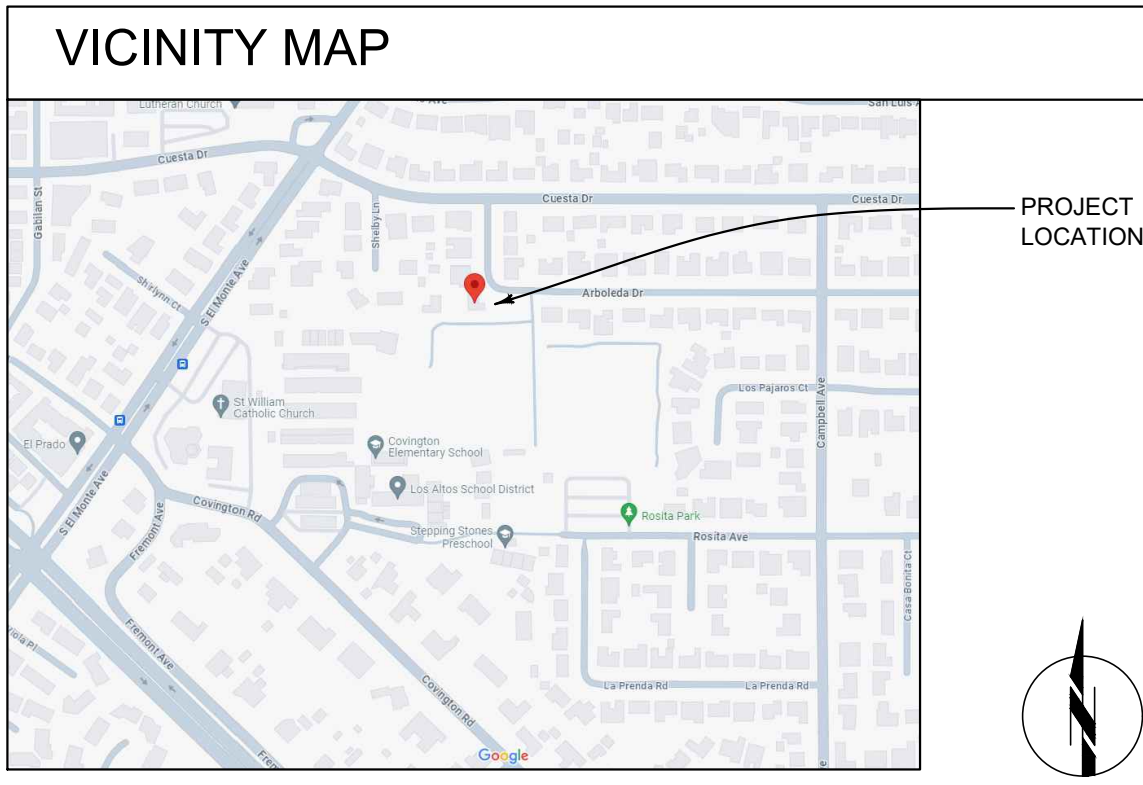 VICINITY MAP
Lutheran Church
San Luis
Cuesta Dr
Cuesta Dr
Cuesta Dr
PROJECT
LOCATION
Gabilan St
Shelby Ln
S El Monte Ave
Shirlynn Ct
Arboleda Dr
Los Pajaros Ct
Campbell Ave
St William
Catholic Church
El Prado
Covington
Elementary School
Los Altos School District
S El Monte Ave
Covington Rd
Fremont Ave
Stepping Stones
Preschool
Rosita Park
Rosita Ave
Casa Bonita Ct
Fremont Ave
La Prenda Rd
La Prenda Rd
Covington Rd
Google
N